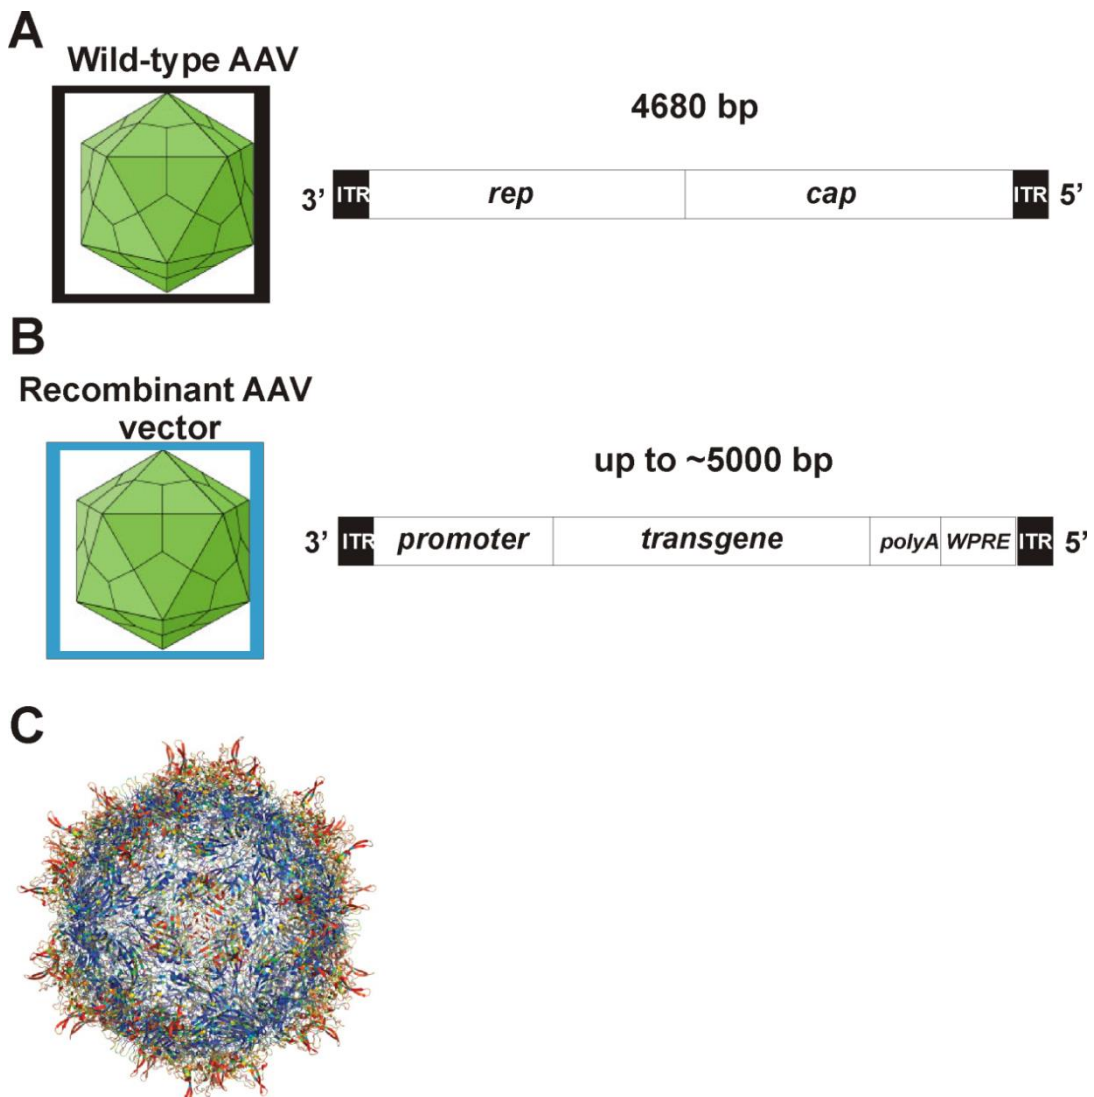 A
Wild-type AAV
4680 bp
3’ ITR rep cap ITR 5’
B
Recombinant AAV
vector
up to ~5000 bp
3’ ITR promoter transgene polyA WPRE ITR 5’
C